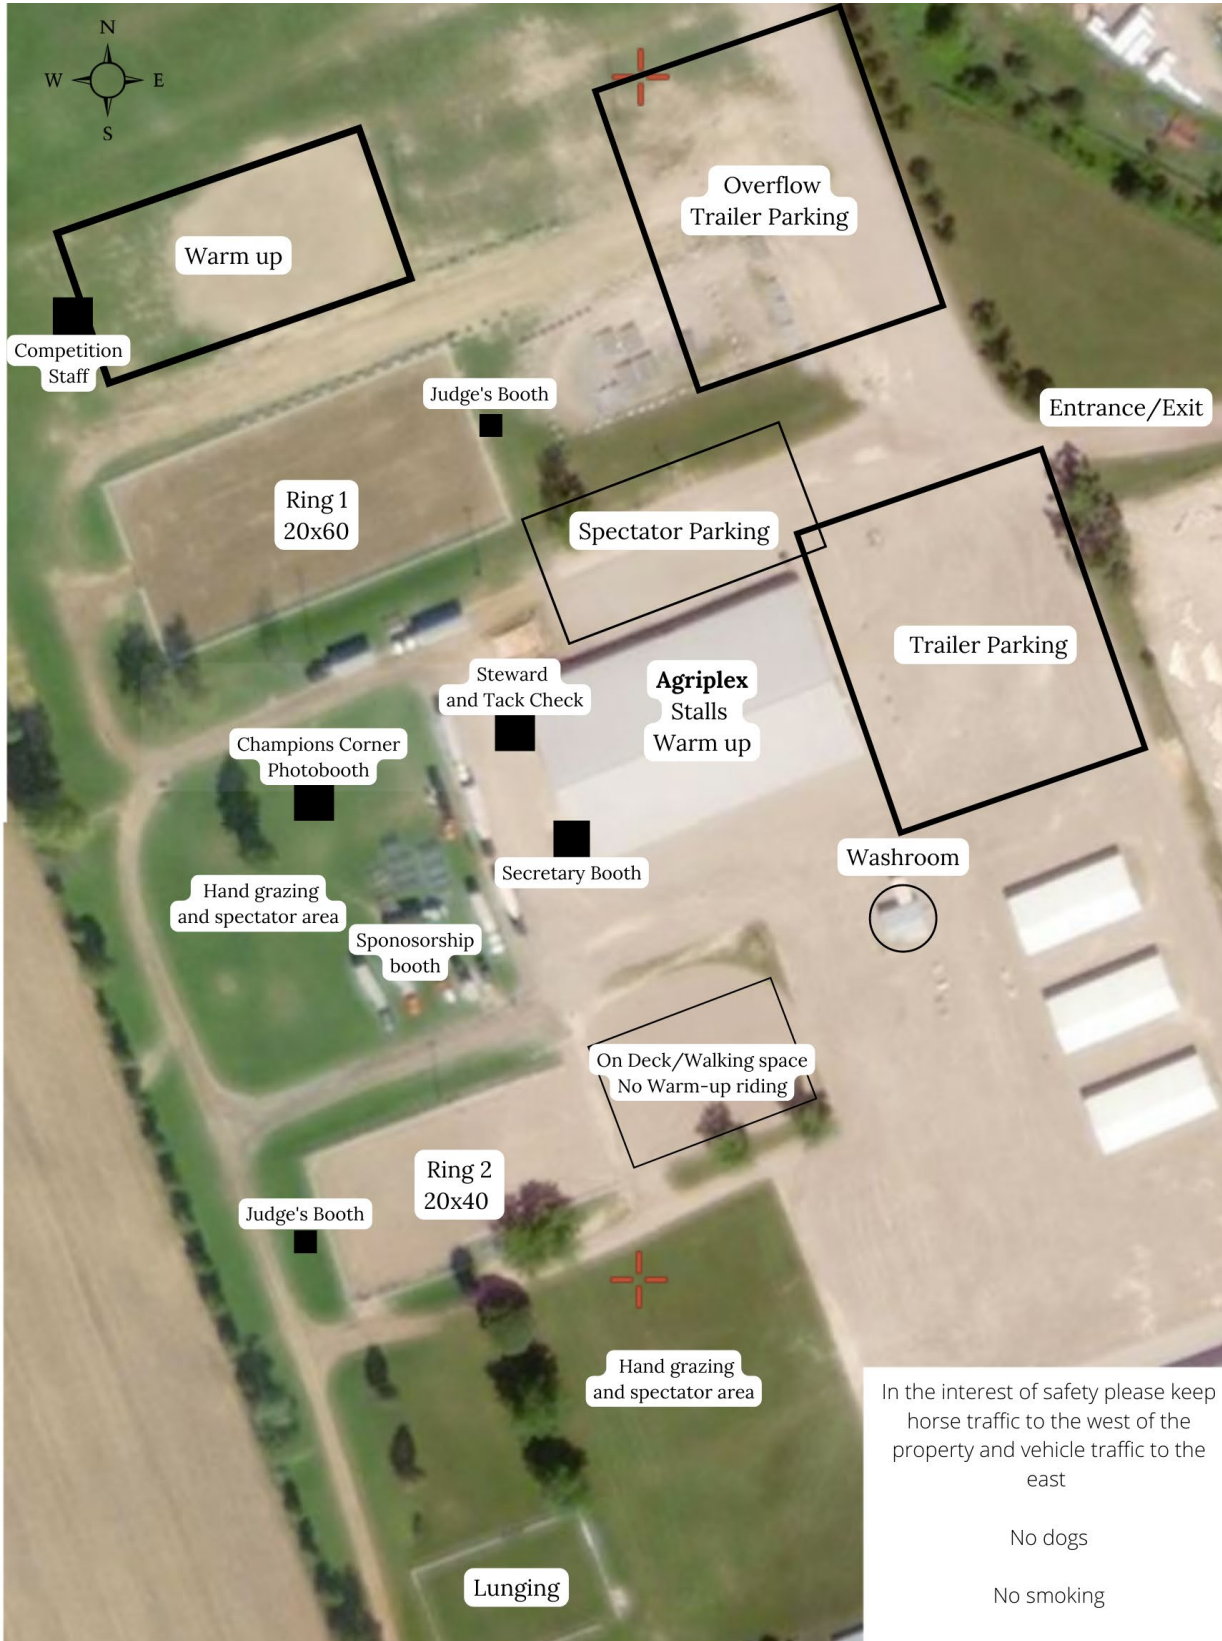 N
W E
S
Overflow
Trailer Parking
Warm up
Competition
Staff
Judge's Booth
Entrance/Exit
Ring 1
20x60
Spectator Parking
Trailer Parking
Steward
and Tack Check
Agriplex
Stalls
Warm up
Champions Corner
Photobooth
Secretary Booth
Washroom
Hand grazing
and spectator area
Sponosorship
booth
On Deck/Walking space
No Warm-up riding
Ring 2
20x40
Judge's Booth
Hand grazing
and spectator area
Lunging
In the interest of safety please keep
horse traffic to the west of the
property and vehicle traffic to the
east
No dogs
No smoking